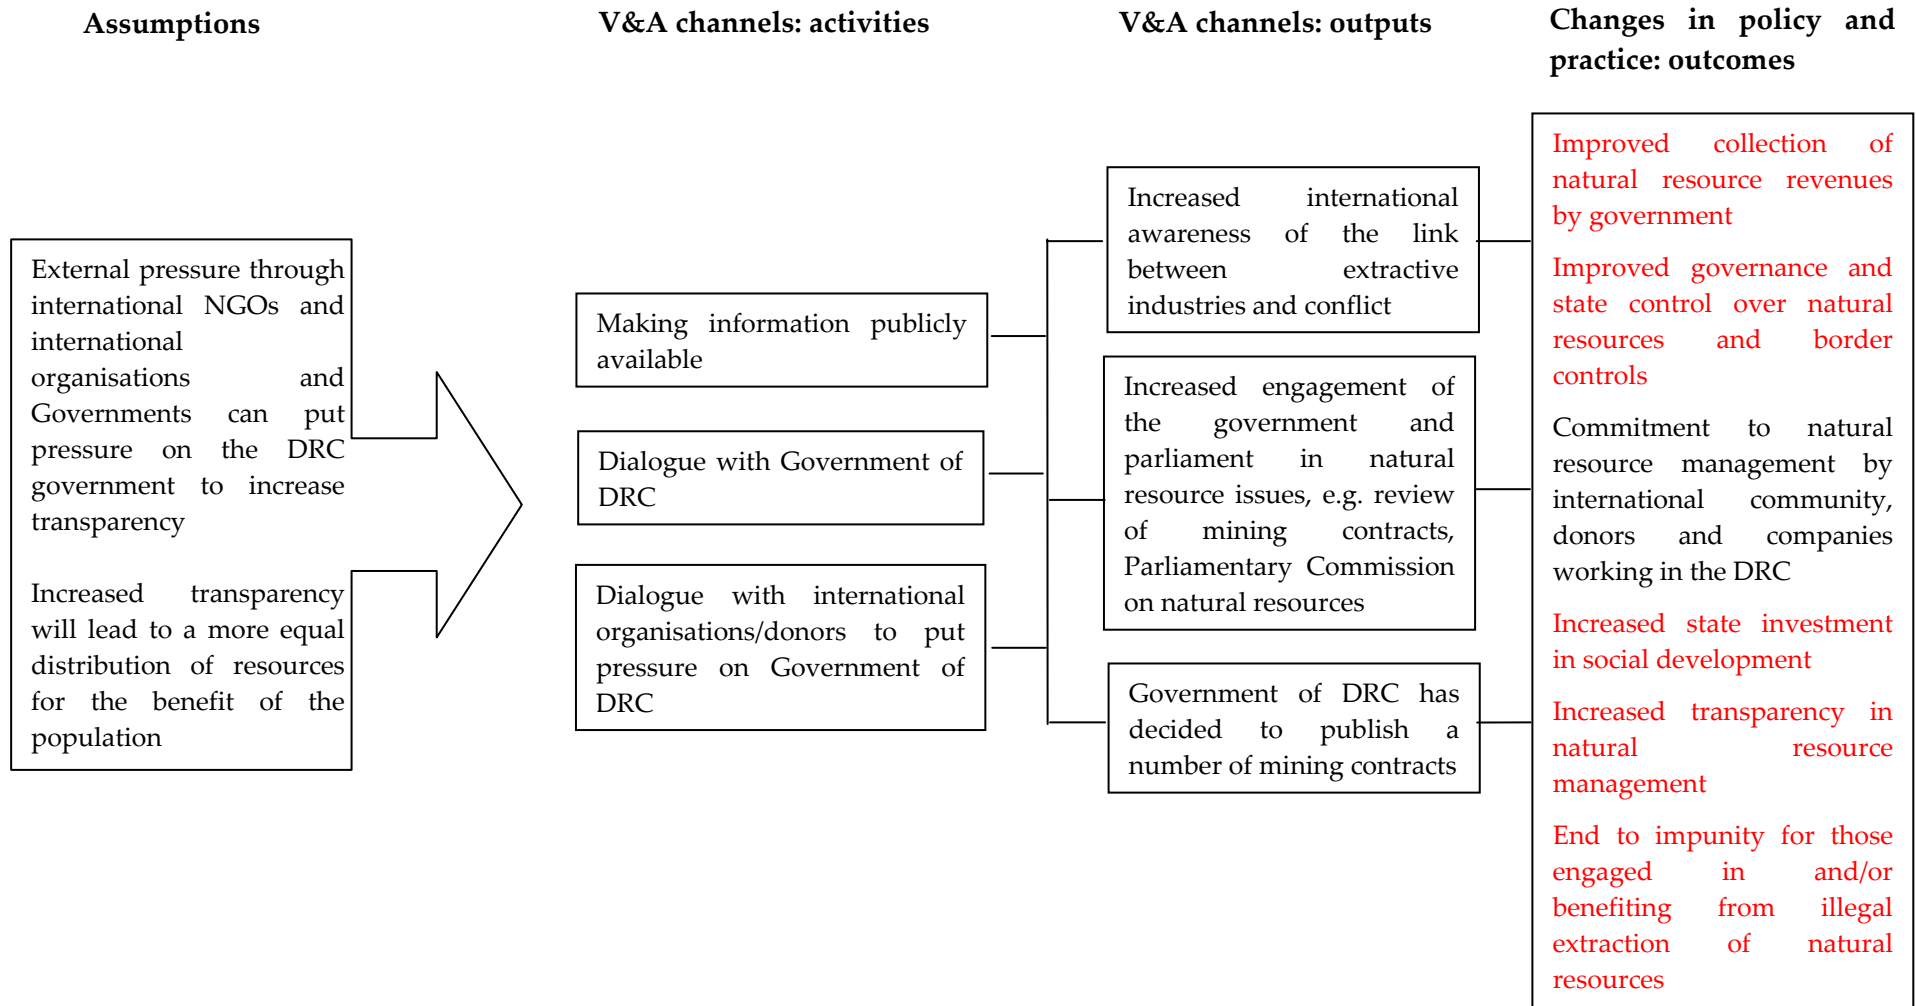 Assumptions
V&A channels: activities
V&A channels: outputs
Changes in policy and
practice: outcomes
External pressure through
international NGOs and
international
organisations and
Governments can put
pressure on the DRC
government to increase
transparency
Increased transparency
will lead to a more equal
distribution of resources
for the benefit of the
population
Making information publicly
available
Dialogue with Government of
DRC
Dialogue with international
organisations/donors to put
pressure on Government of
DRC
Increased international
awareness of the link
between extractive
industries and conflict
Increased engagement of
the government and
parliament in natural
resource issues, e.g. review
of mining contracts,
Parliamentary Commission
on natural resources
Government of DRC has
decided to publish a
number of mining contracts
Improved collection of
natural resource revenues
by government
Improved governance and
state control over natural
resources and border
controls
Commitment to natural
resource management by
international community,
donors and companies
working in the DRC
Increased state investment
in social development
Increased transparency in
natural resource
management
End to impunity for those
engaged in and/or
benefiting from illegal
extraction of natural
resources